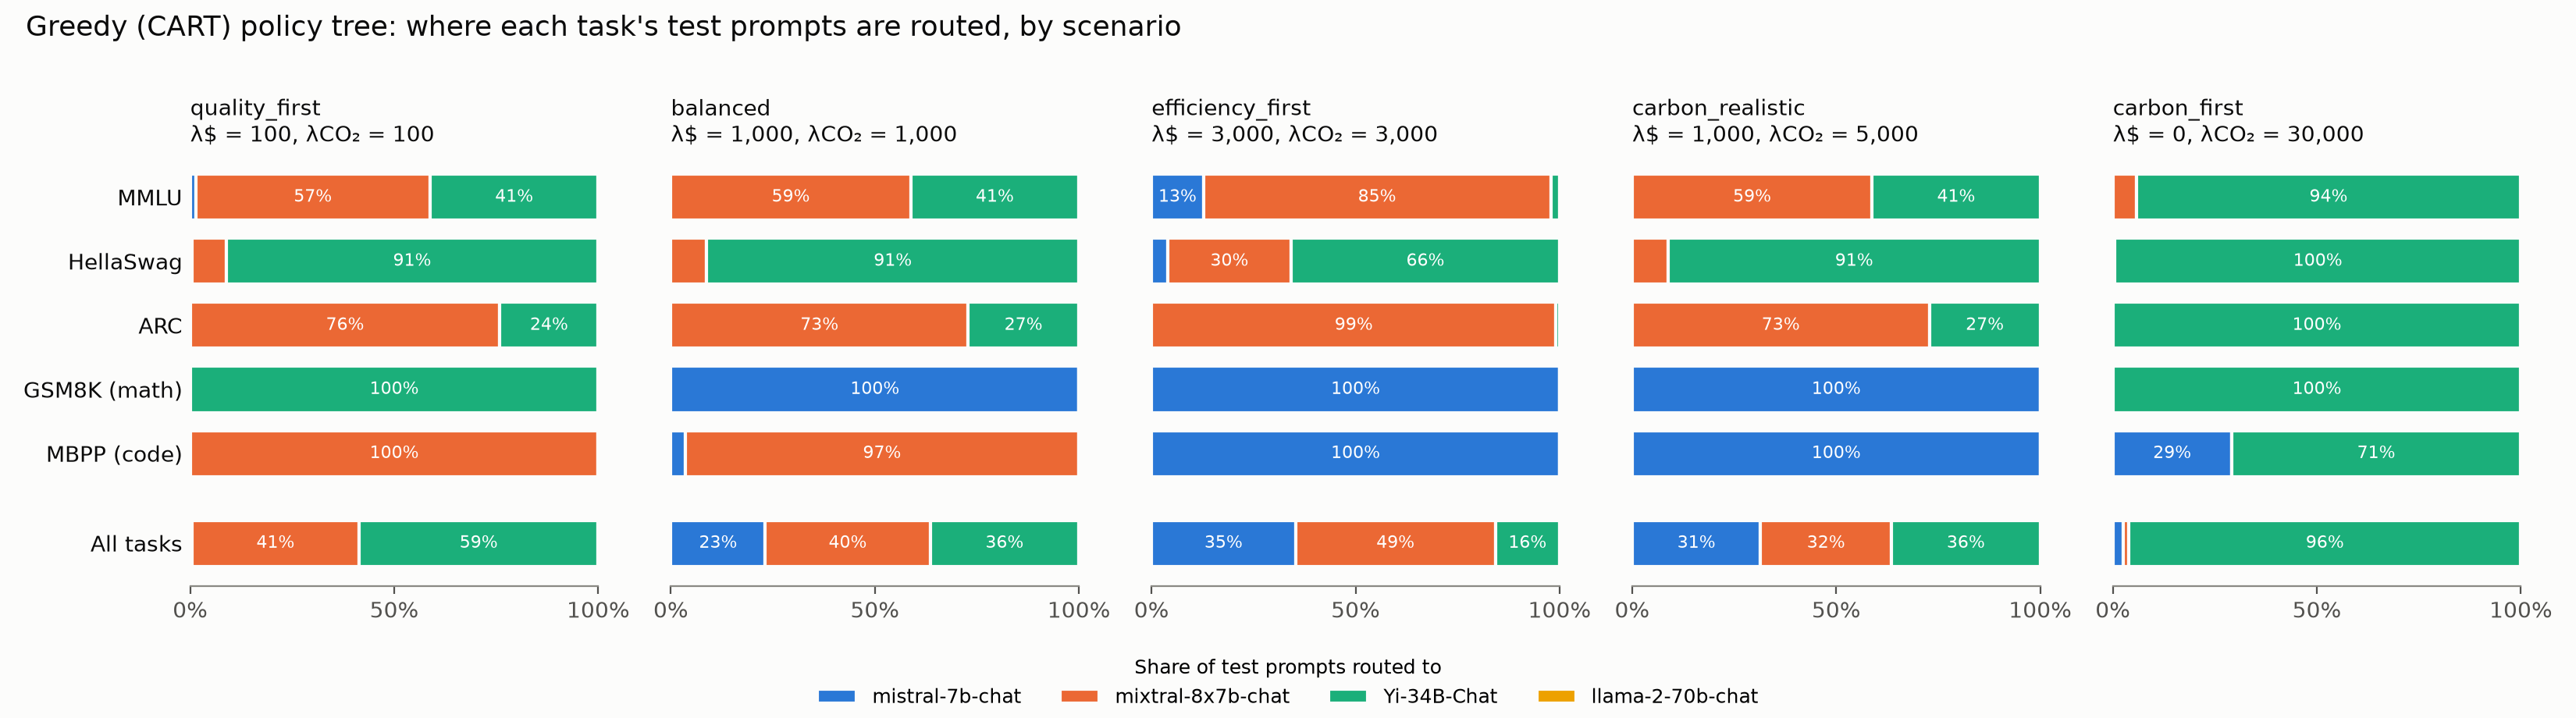 Greedy (CART) policy tree: where each task's test prompts are routed, by scenario
quality_first
λ$ = 100, λCO₂ = 100
balanced
λ$ = 1,000, λCO₂ = 1,000
efficiency_first
λ$ = 3,000, λCO₂ = 3,000
carbon_realistic
λ$ = 1,000, λCO₂ = 5,000
carbon_first
λ$ = 0, λCO₂ = 30,000
MMLU 57% 41% 59% 41% 13% 85% 59% 41% 94%
HellaSwag 91% 91% 30% 66% 91% 100%
ARC 76% 24% 73% 27% 99% 73% 27% 100%
GSM8K (math) 100% 100% 100% 100% 100%
MBPP (code) 100% 97% 100% 100% 29% 71%
All tasks 41% 59% 23% 40% 36% 35% 49% 16% 31% 32% 36% 96%
0% 50% 100% 0% 50% 100% 0% 50% 100% 0% 50% 100% 0% 50% 100%
Share of test prompts routed to
mistral-7b-chat mixtral-8x7b-chat Yi-34B-Chat llama-2-70b-chat